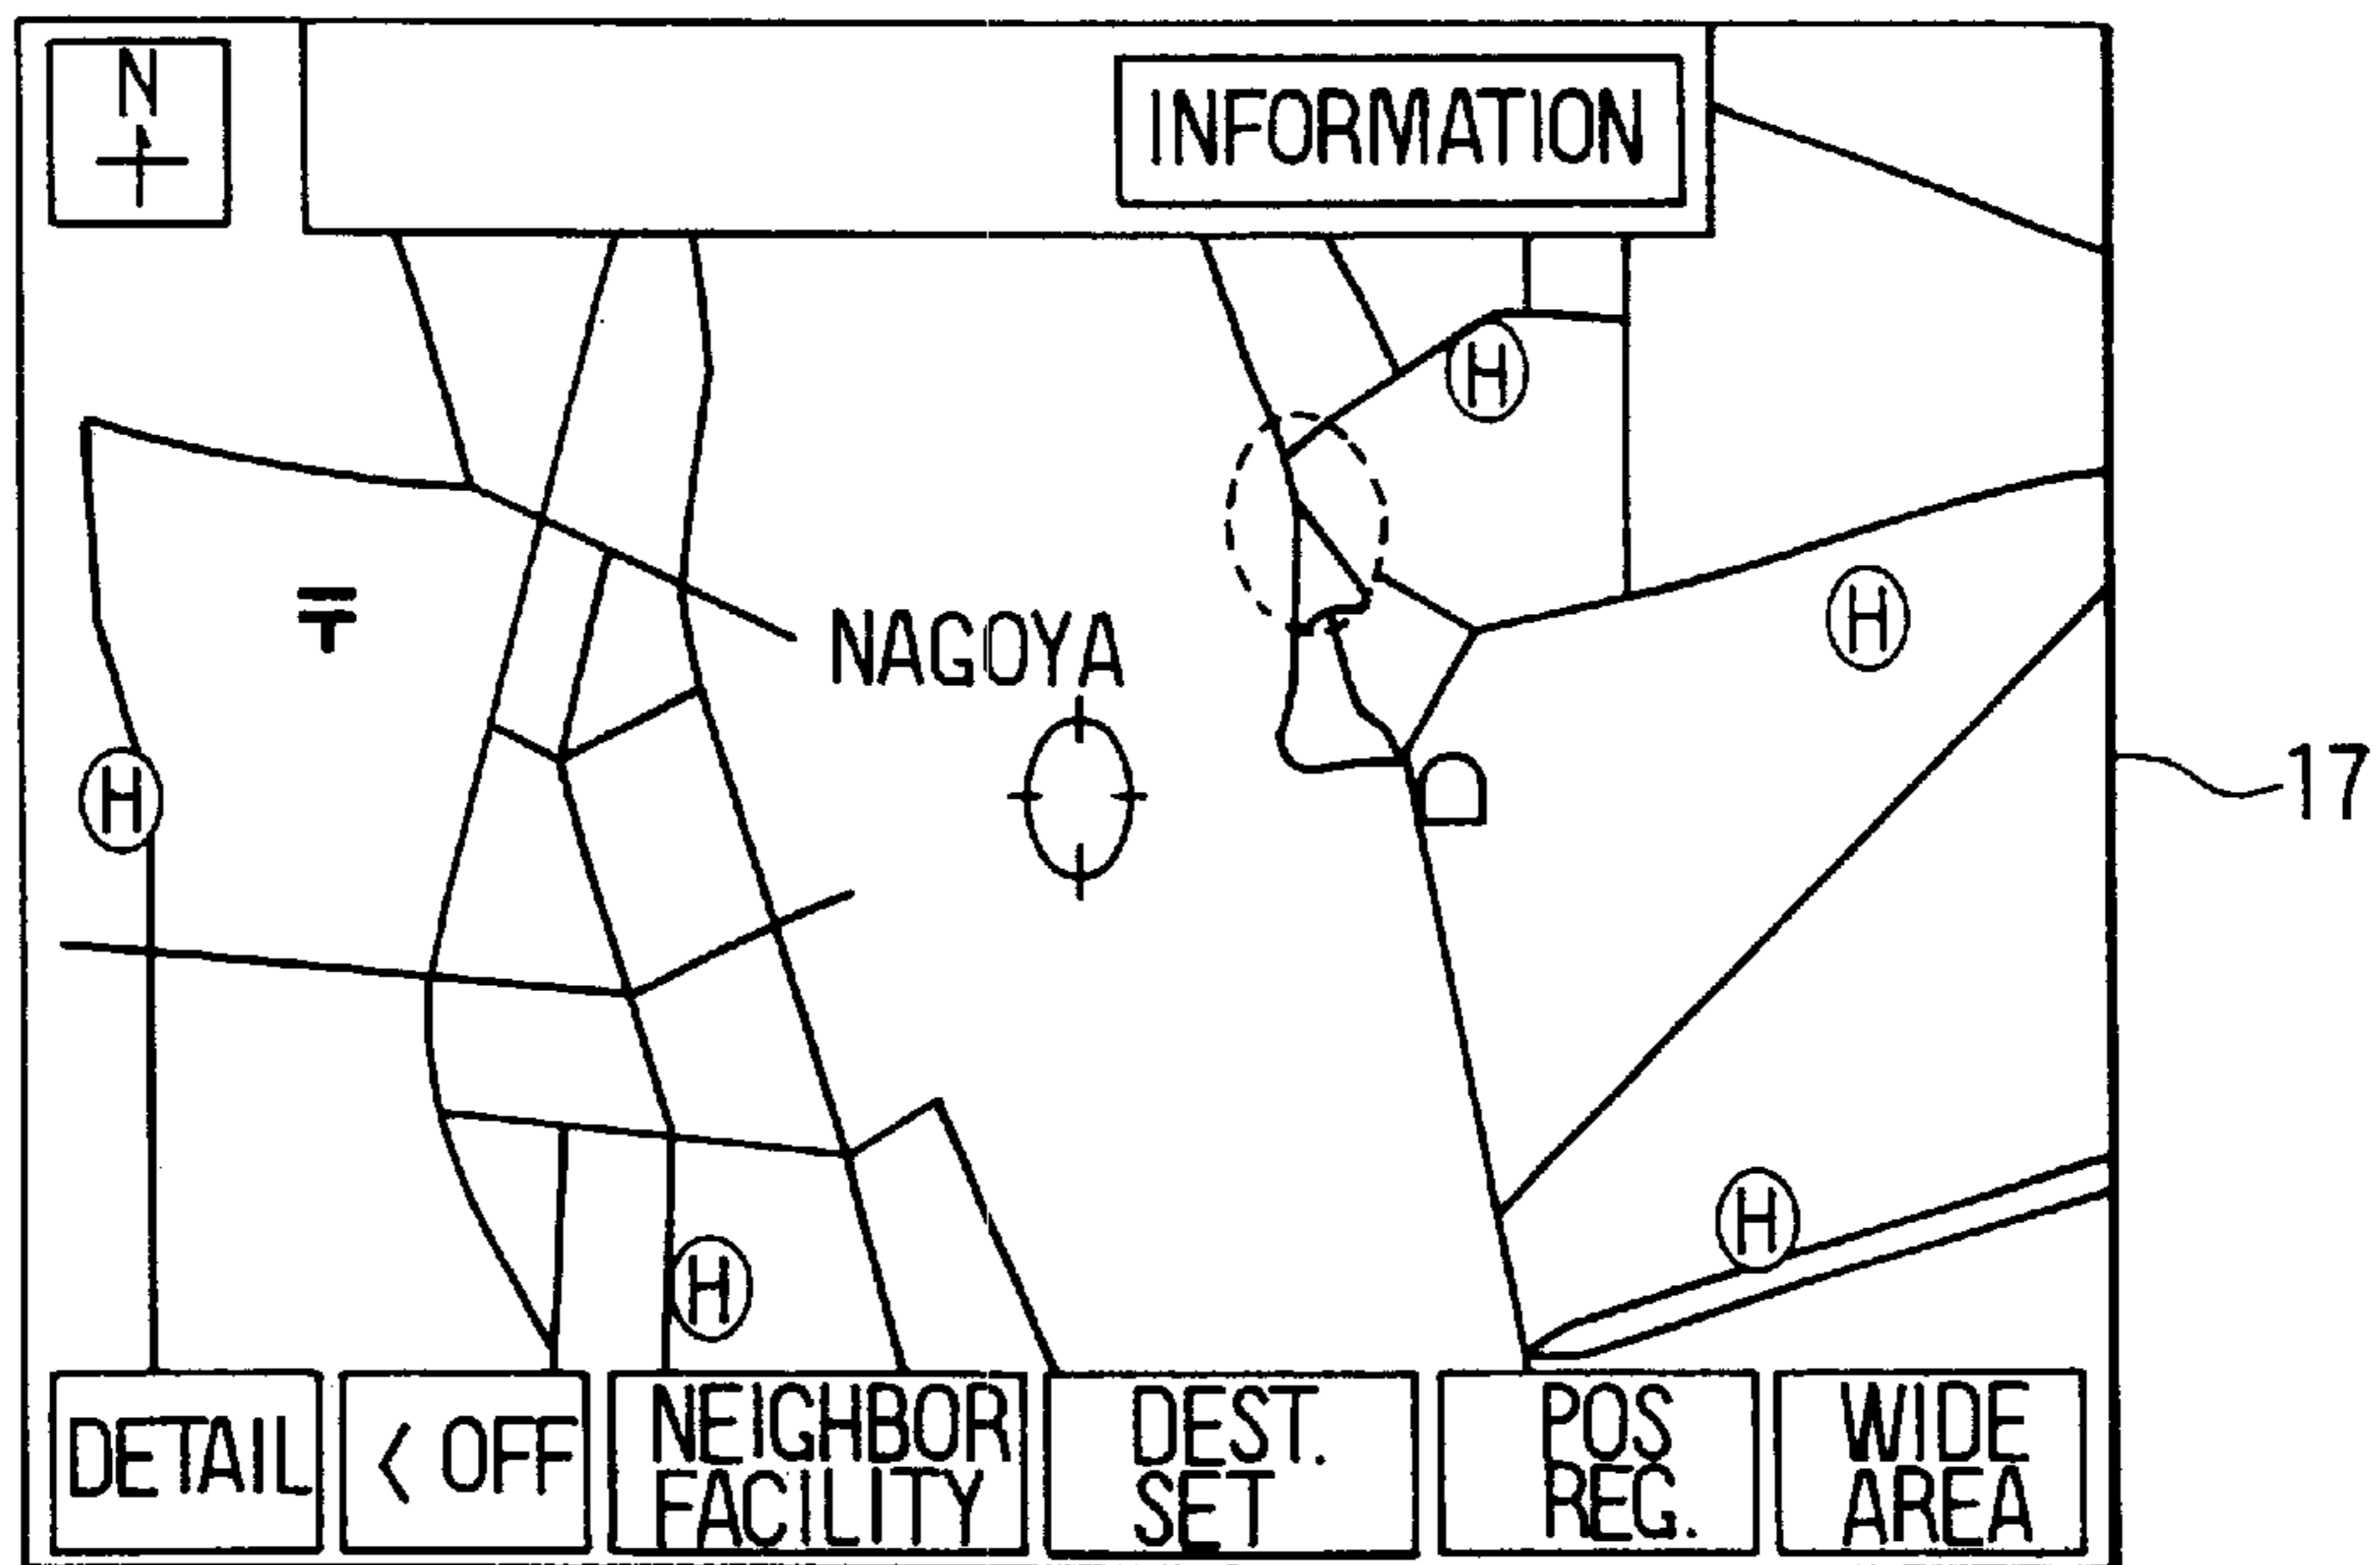 N
INFORMATION
H
〒
NAGOYA
H
H
17
H
H
DETAIL
< OFF
NEIGHBOR
FACILITY
DEST.
SET
POS
REG.
WIDE
AREA